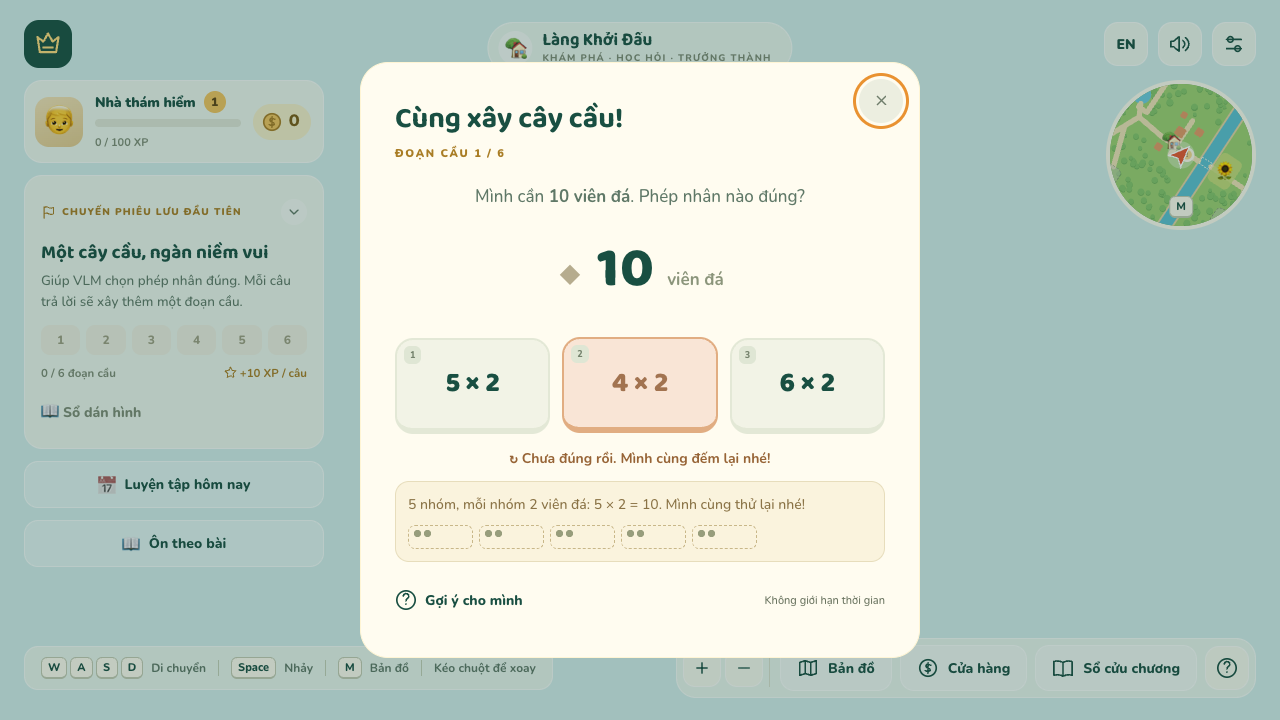 Làng Khởi Đầu
KHÁM PHÁ · HỌC HỎI · TRƯỞNG THÀNH
EN
Nhà thám hiểm 1
0 / 100 XP
0
CHUYẾN PHIÊU LƯU ĐẦU TIÊN
Một cây cầu, ngàn niềm vui
Giúp VLM chọn phép nhân đúng. Mỗi câu
trả lời sẽ xây thêm một đoạn cầu.
1 2 3 4 5 6
0 / 6 đoạn cầu
+10 XP / câu
Sổ dán hình
Luyện tập hôm nay
Ôn theo bài
Cùng xây cây cầu!
ĐOẠN CẦU 1 / 6
Mình cần 10 viên đá. Phép nhân nào đúng?
10 viên đá
1
5 × 2
2
4 × 2
3
6 × 2
↻ Chưa đúng rồi. Mình cùng đếm lại nhé!
5 nhóm, mỗi nhóm 2 viên đá: 5 × 2 = 10. Mình cùng thử lại nhé!
Gợi ý cho mình
Không giới hạn thời gian
M
W A S D Di chuyển
Space Nhảy
M Bản đồ
Kéo chuột để xoay
+ −
Bản đồ
Cửa hàng
Sổ cửu chương